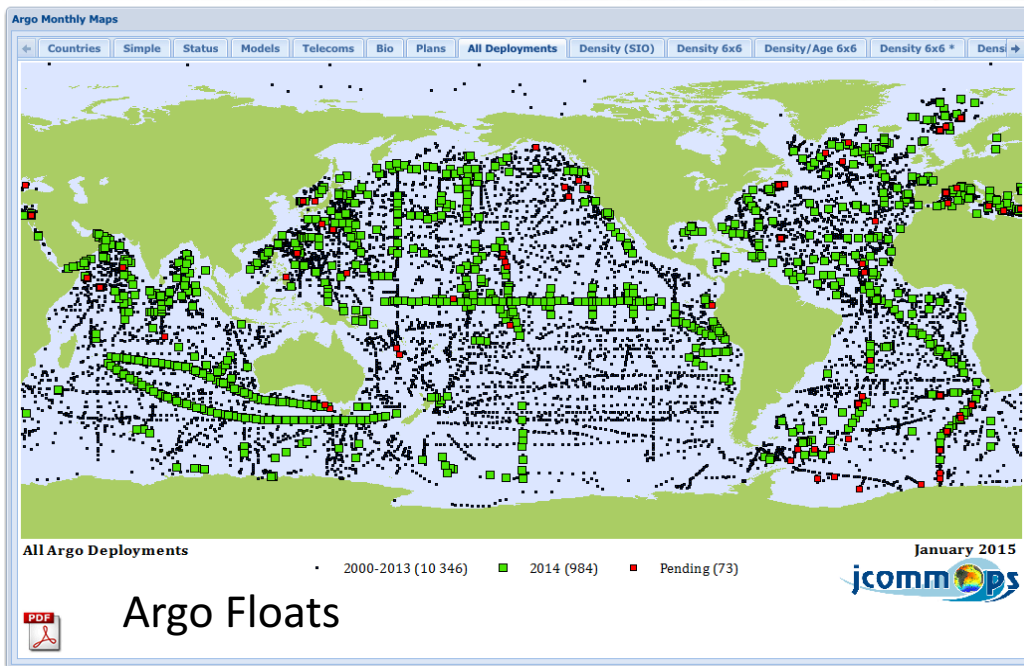 Argo Monthly Maps
Countries Simple Status Models Telecoms Bio Plans All Deployments Density (SIO) Density 6x6 Density/Age 6x6 Density 6x6 * Densi
All Argo Deployments January 2015
2000-2013 (10 346) 2014 (984) Pending (73)
jcommops
Argo Floats
PDF